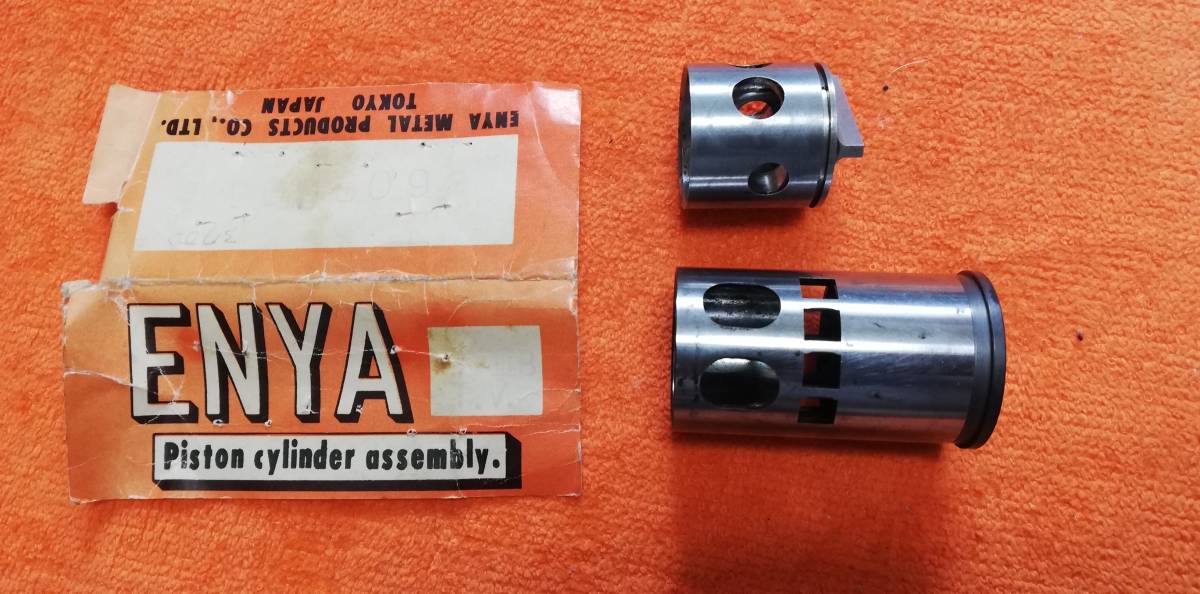 ENYA METAL PRODUCTS CO., LTD.
TOKYO JAPAN
ENYA
Piston cylinder assembly.